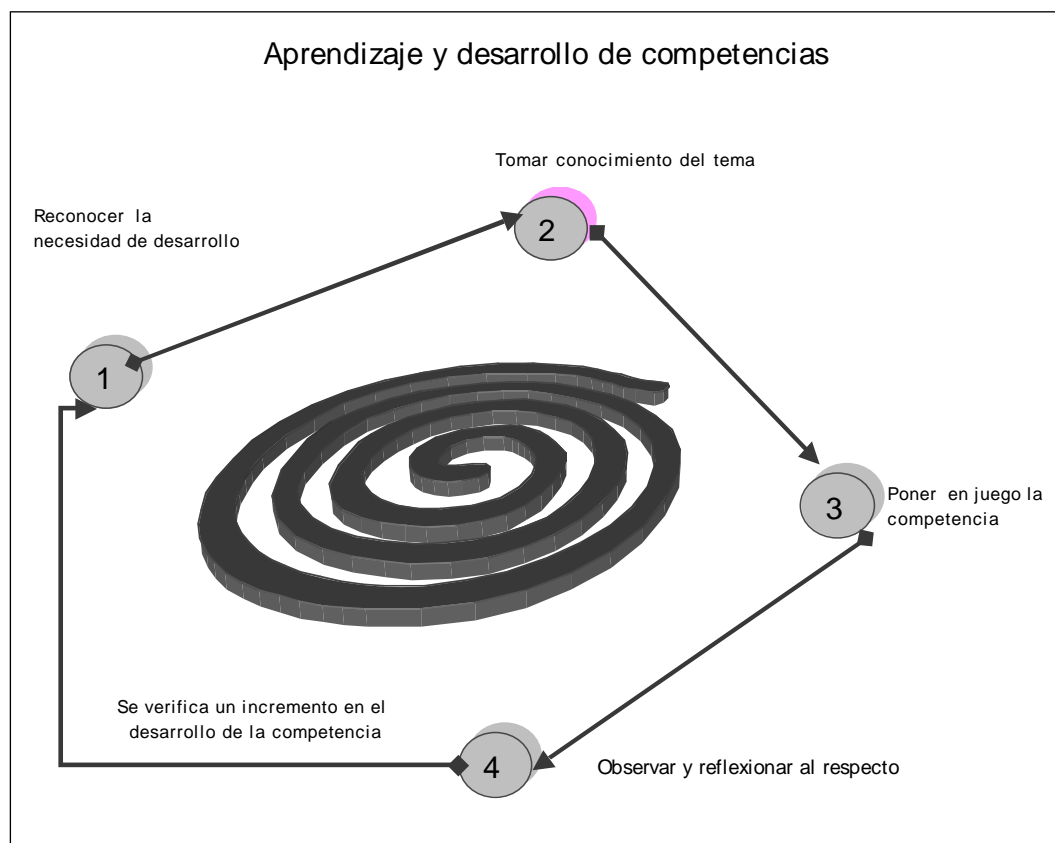 Aprendizaje y desarrollo de competencias
Tomar conocimiento del tema
Reconocer la
necesidad de desarrollo
2
1
3
Poner en juego la
competencia
Se verifica un incremento en el
desarrollo de la competencia
4
Observar y reflexionar al respecto